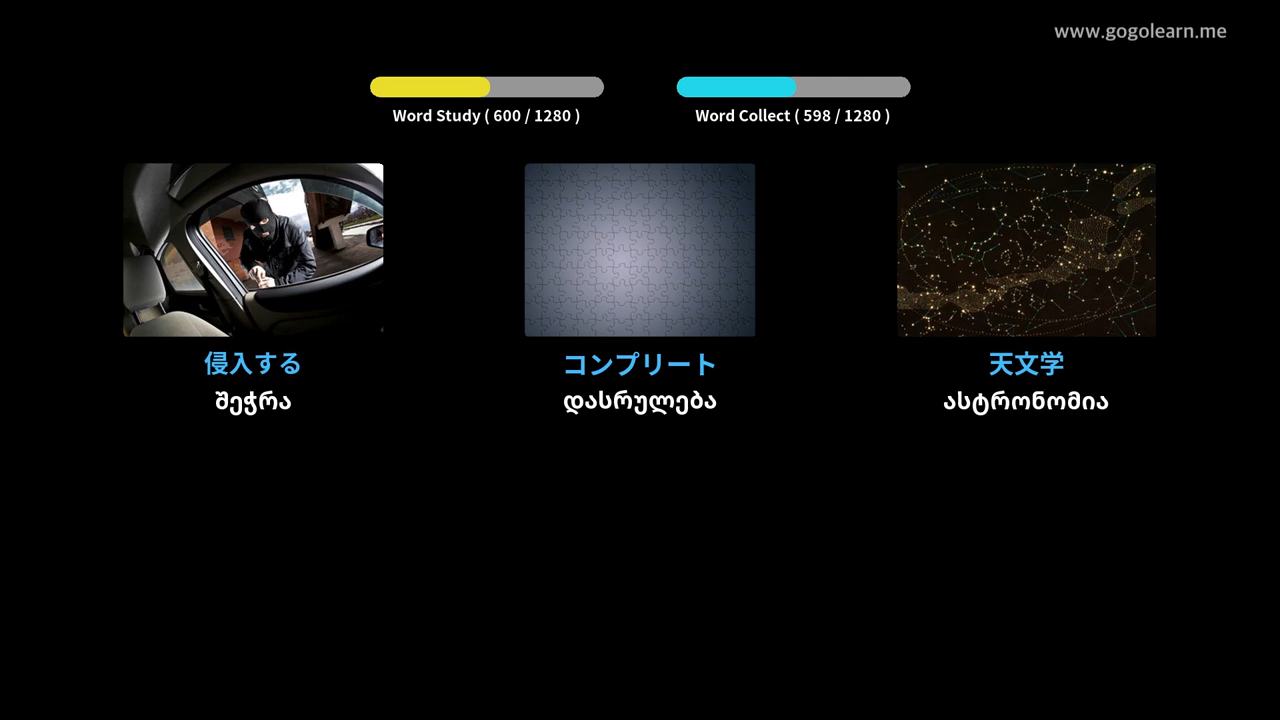 www.gogolearn.me
Word Study ( 600 / 1280 )
Word Collect ( 598 / 1280 )
侵入する
コンプリート
天文学
შეჭრა
დასრულება
ასტრონომია